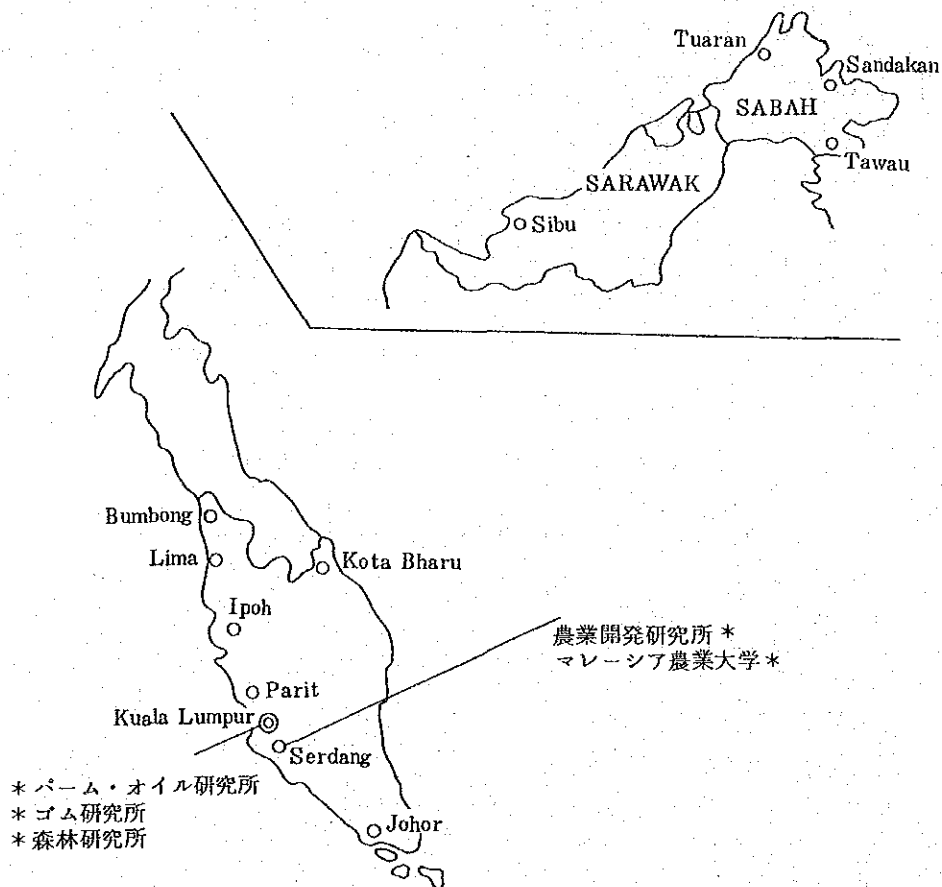 Tuaran
Sandakan
SABAH
Tawau
SARAWAK
Sibu
Bumbong
Lima
Kota Bharu
Ipoh
農業開発研究所 *
マレーシア農業大学 *
Parit
Kuala Lumpur
Serdang
* パーム・オイル研究所
* ゴム研究所
* 森林研究所
Johor